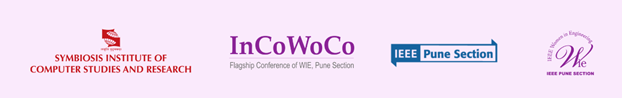 SYMBIOSIS INSTITUTE OF
COMPUTER STUDIES AND RESEARCH
InCoWoCo
Flagship Conference of WIE, Pune Section
IEEE Pune Section
IEEE Women in Engineering
Wie
IEEE PUNE SECTION